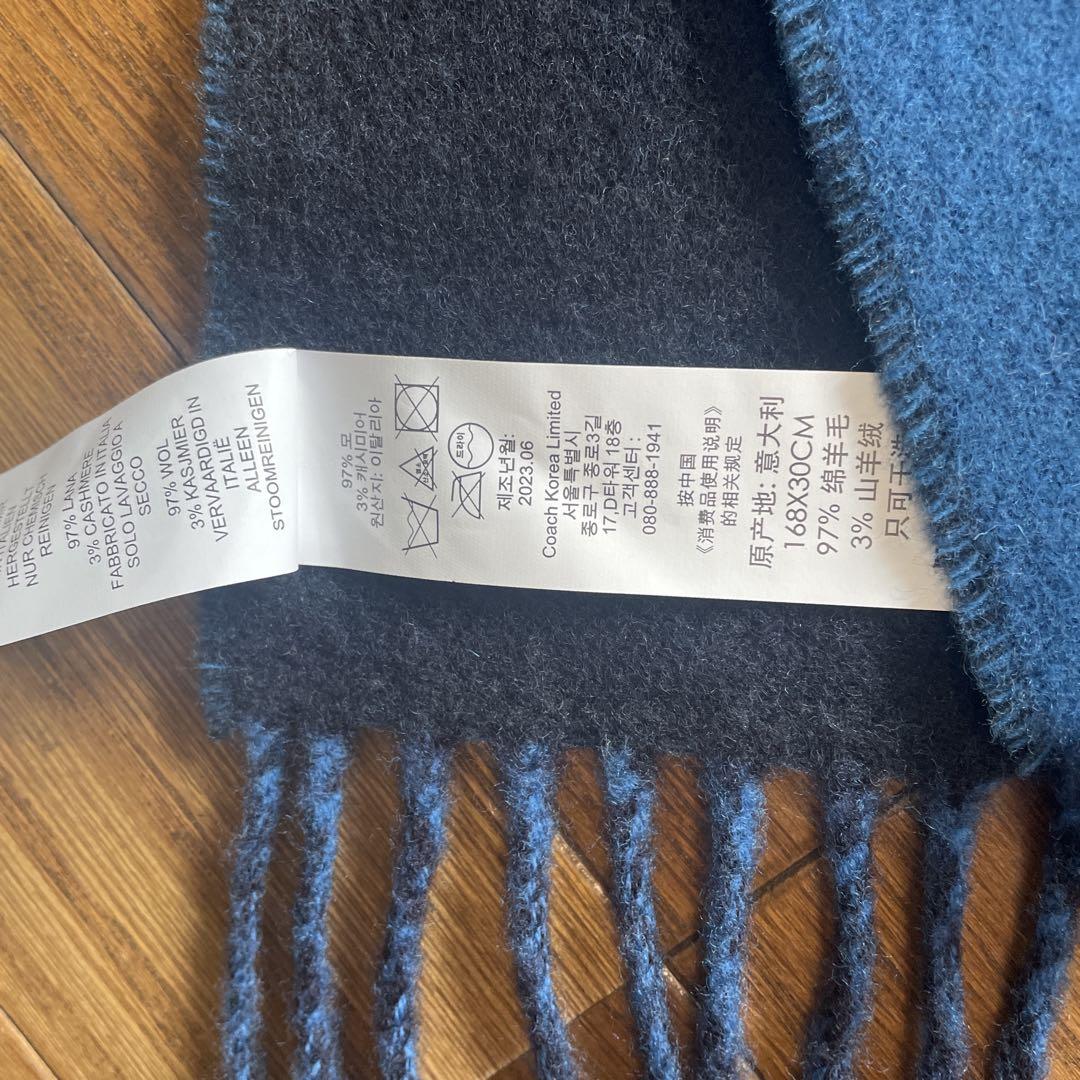 HERGESTELLT
NUR CHEMISCH
REINIGEN
97% LANA
3% CASHMERE
FABBRICATO IN ITALIA
SOLO LAVAGGIO A
SECCO
97% WOL
3% KASJMIER
VERVAARDIGD IN
ITALIË
ALLEEN
STOOMREINIGEN
97% 모
3% 캐시미어
원산지: 이탈리아
드라이
제조년월:
2023.06
Coach Korea Limited
서울특별시
종로구 종로3길
17,D타워 18층
고객센터 :
080-888-1941
按中国
《消费品使用说明》
的相关规定
原产地: 意大利
168X30CM
97% 绵羊毛
3% 山羊绒
只可干洗